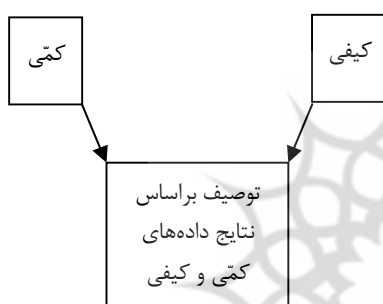 کیفی
کمّی
توصیف براساس
نتایج داده‌های
کمّی و کیفی